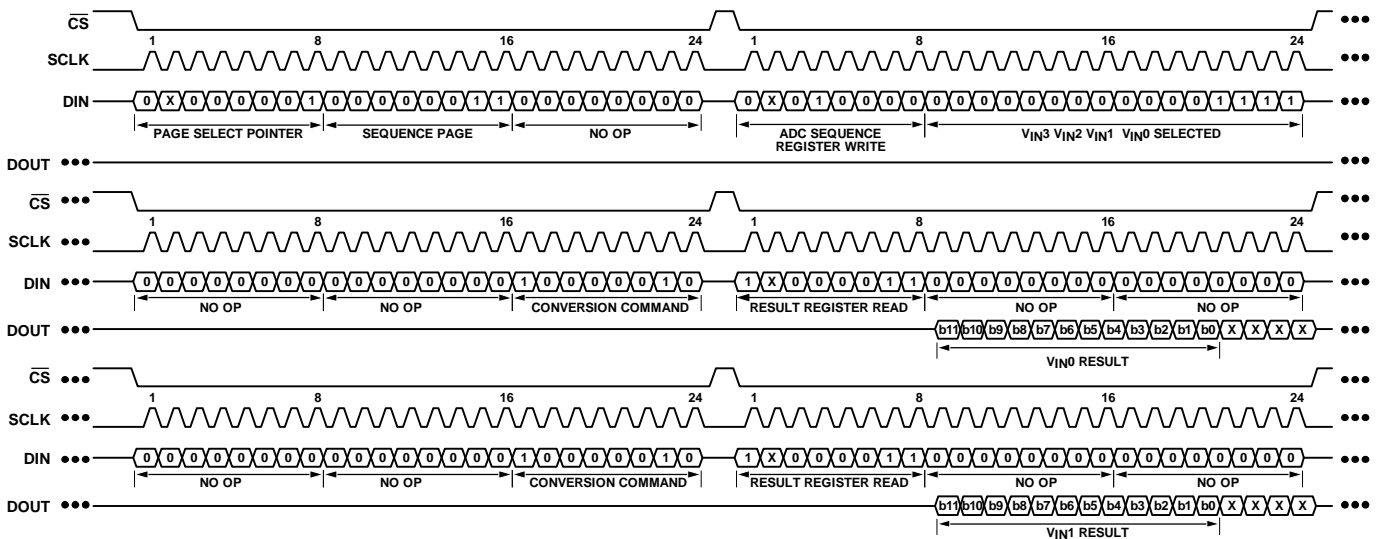 CS
1 8 16 24 1 8 16 24
SCLK
DIN 0 X 0 0 0 0 0 1 0 0 0 0 0 0 1 1 0 0 0 0 0 0 0 0 0 X 0 1 0 0 0 0 0 0 0 0 0 0 0 0 0 0 0 0 1 1 1 1
PAGE SELECT POINTER SEQUENCE PAGE NO OP ADC SEQUENCE VIN3 VIN2 VIN1 VIN0 SELECTED
REGISTER WRITE
DOUT
CS
1 8 16 24 1 8 16 24
SCLK
DIN 0 0 0 0 0 0 0 0 0 0 0 0 0 0 0 0 1 0 0 0 0 0 1 0 1 X 0 0 0 0 1 1 0 0 0 0 0 0 0 0 0 0 0 0 0 0 0 0
NO OP NO OP CONVERSION COMMAND RESULT REGISTER READ NO OP NO OP
DOUT b11 b10 b9 b8 b7 b6 b5 b4 b3 b2 b1 b0 X X X X
VIN0 RESULT
CS
1 8 16 24 1 8 16 24
SCLK
DIN 0 0 0 0 0 0 0 0 0 0 0 0 0 0 0 0 1 0 0 0 0 0 1 0 1 X 0 0 0 0 1 1 0 0 0 0 0 0 0 0 0 0 0 0 0 0 0 0
NO OP NO OP CONVERSION COMMAND RESULT REGISTER READ NO OP NO OP
DOUT b11 b10 b9 b8 b7 b6 b5 b4 b3 b2 b1 b0 X X X X
VIN1 RESULT